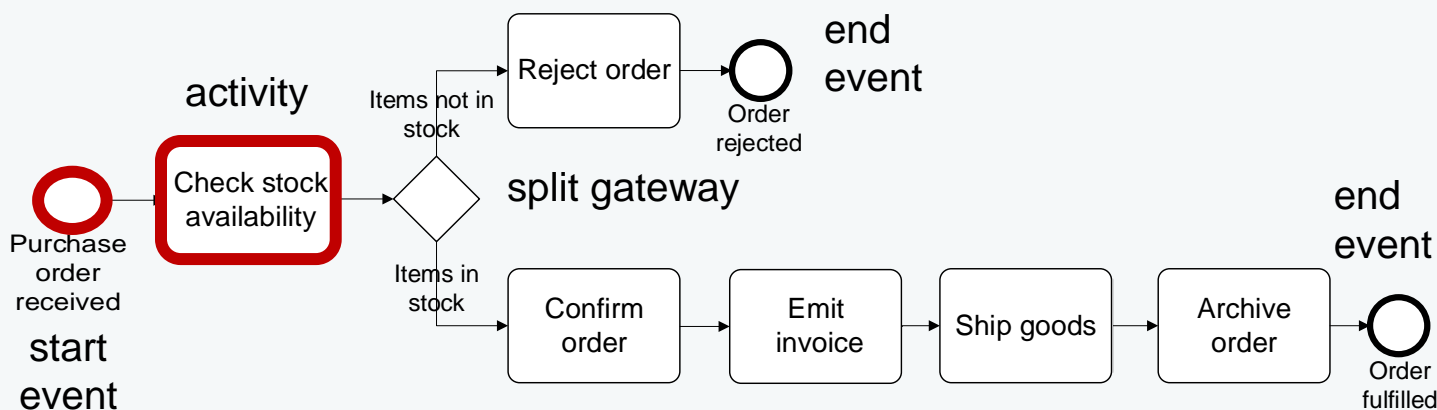 end
event
Reject order
activity
Items not in
stock
Order
rejected
Check stock
availability
split gateway
end
event
Purchase
order
received
Items in
stock
Confirm
order
Emit
invoice
Ship goods
Archive
order
start
event
Order
fulfilled